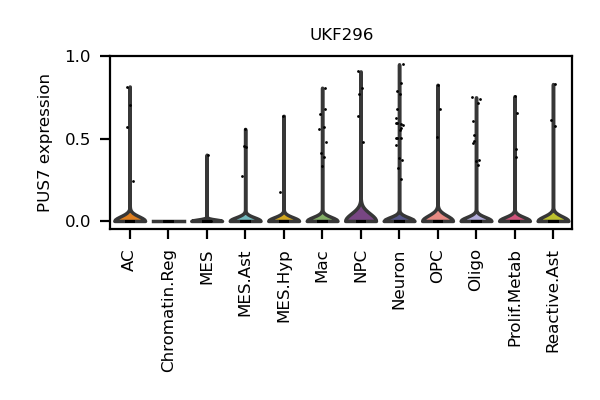 UKF296
PUS7 expression
1.0
0.5
0.0
AC
Chromatin.Reg
MES
MES.Ast
MES.Hyp
Mac
NPC
Neuron
OPC
Oligo
Prolif.Metab
Reactive.Ast